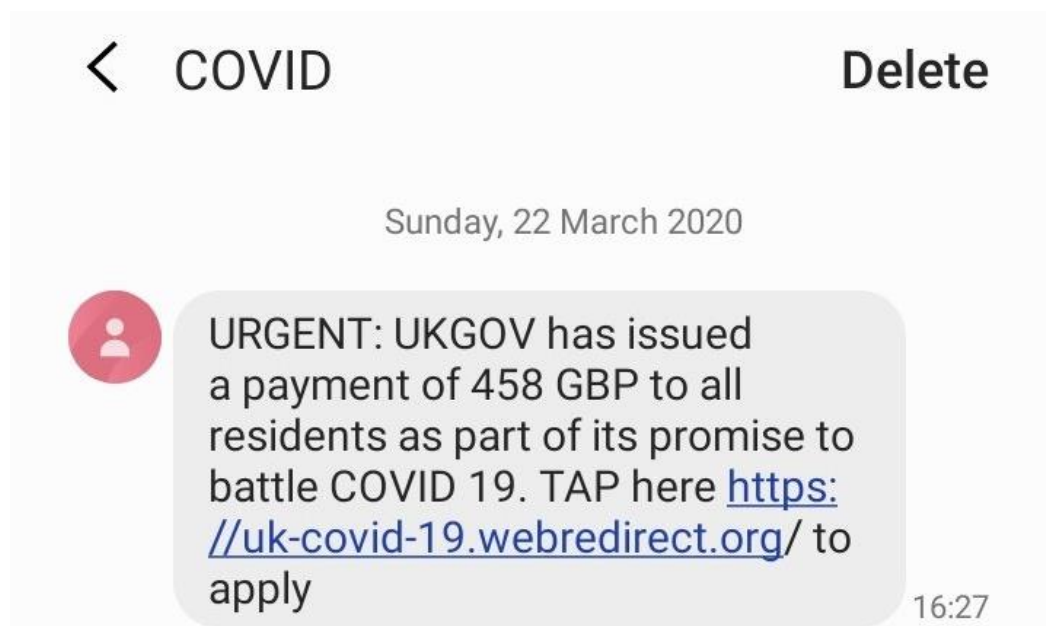 COVID
Delete
Sunday, 22 March 2020
URGENT: UKGOV has issued
a payment of 458 GBP to all
residents as part of its promise to
battle COVID 19. TAP here https:
//uk-covid-19.webredirect.org/ to
apply
16:27